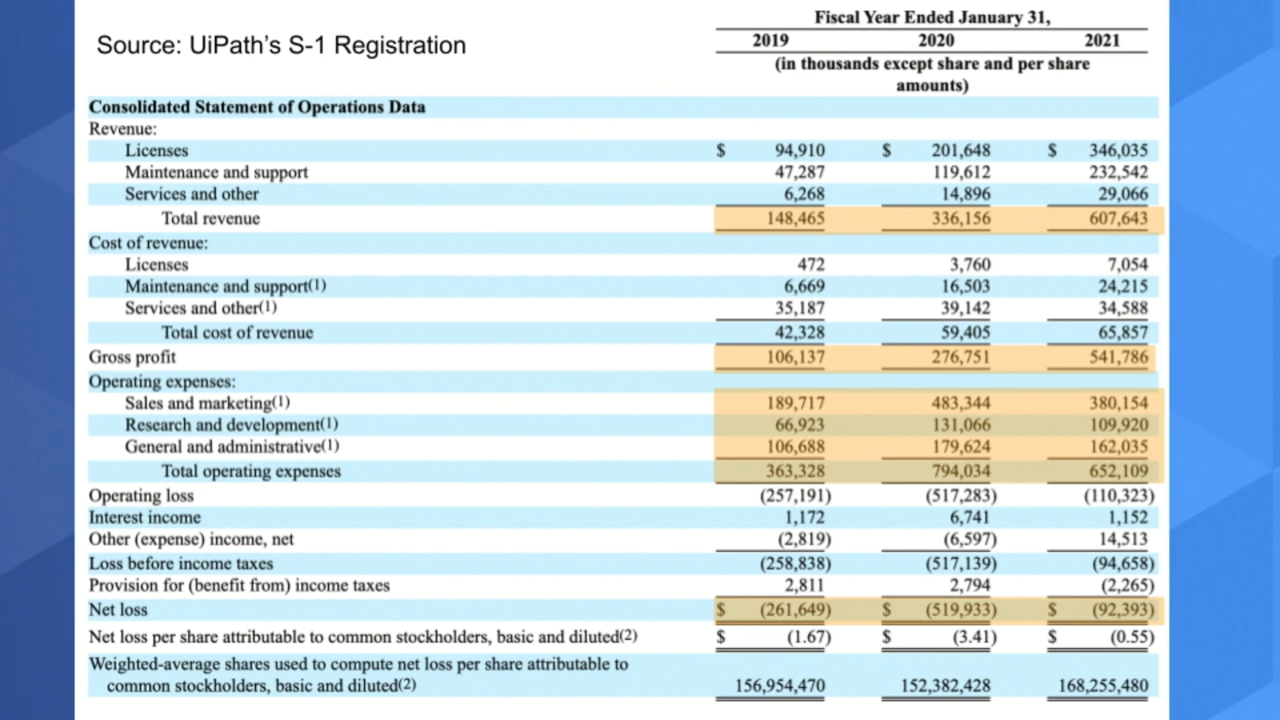 Source: UiPath's S-1 Registration
Fiscal Year Ended January 31,
2019 2020 2021
(in thousands except share and per share
amounts)
Consolidated Statement of Operations Data
Revenue:
Licenses $ 94,910 $ 201,648 $ 346,035
Maintenance and support 47,287 119,612 232,542
Services and other 6,268 14,896 29,066
Total revenue 148,465 336,156 607,643
Cost of revenue:
Licenses 472 3,760 7,054
Maintenance and support(1) 6,669 16,503 24,215
Services and other(1) 35,187 39,142 34,588
Total cost of revenue 42,328 59,405 65,857
Gross profit 106,137 276,751 541,786
Operating expenses:
Sales and marketing(1) 189,717 483,344 380,154
Research and development(1) 66,923 131,066 109,920
General and administrative(1) 106,688 179,624 162,035
Total operating expenses 363,328 794,034 652,109
Operating loss (257,191) (517,283) (110,323)
Interest income 1,172 6,741 1,152
Other (expense) income, net (2,819) (6,597) 14,513
Loss before income taxes (258,838) (517,139) (94,658)
Provision for (benefit from) income taxes 2,811 2,794 (2,265)
Net loss $ (261,649) $ (519,933) $ (92,393)
Net loss per share attributable to common stockholders, basic and diluted(2) $ (1.67) $ (3.41) $ (0.55)
Weighted-average shares used to compute net loss per share attributable to
common stockholders, basic and diluted(2) 156,954,470 152,382,428 168,255,480